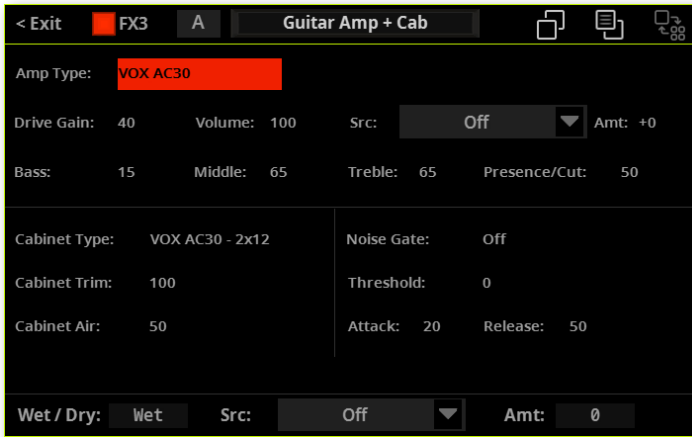 < Exit FX3 A Guitar Amp + Cab
Amp Type: VOX AC30
Drive Gain: 40 Volume: 100 Src: Off Amt: +0
Bass: 15 Middle: 65 Treble: 65 Presence/Cut: 50
Cabinet Type: VOX AC30 - 2x12 Noise Gate: Off
Cabinet Trim: 100 Threshold: 0
Cabinet Air: 50 Attack: 20 Release: 50
Wet / Dry: Wet Src: Off Amt: 0